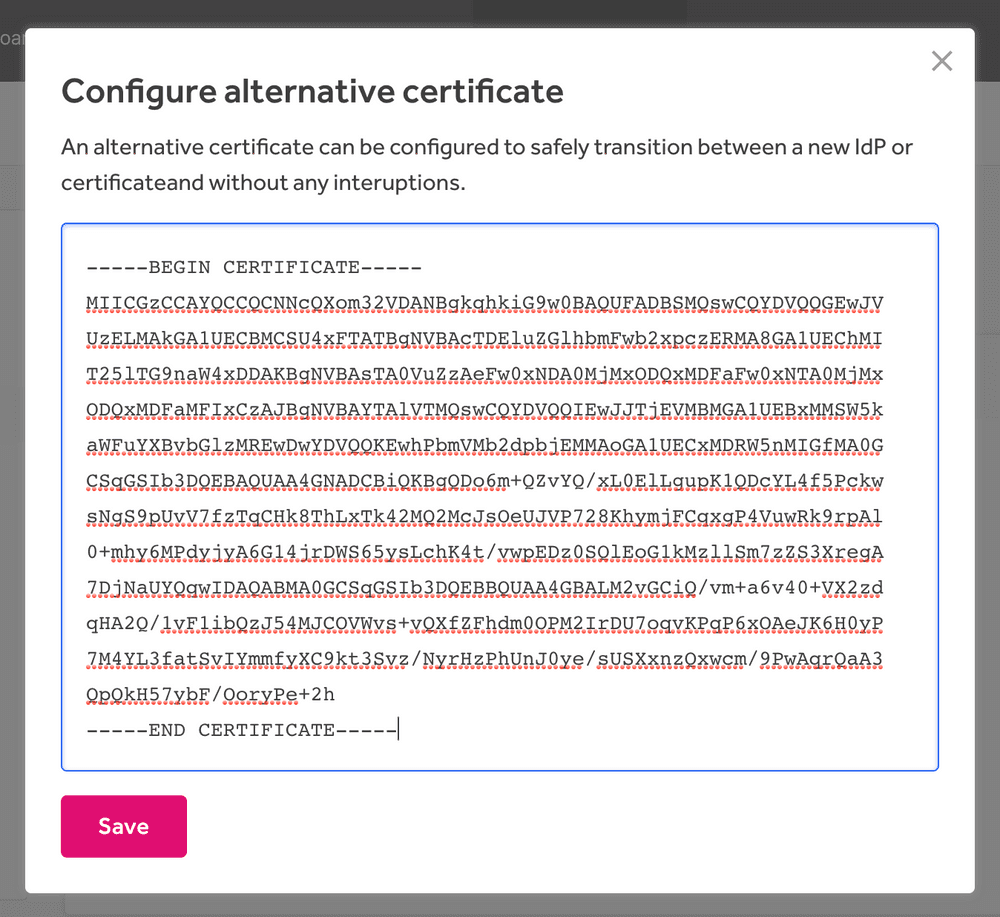 oar
Configure alternative certificate
An alternative certificate can be configured to safely transition between a new IdP or
certificateand without any interuptions.
-----BEGIN CERTIFICATE-----
MIICGzCCAYQCCQCNNcQXom32VDANBgkqhkiG9w0BAQUFADBSMQswCQYDVQQGEwJV
UzELMAkGA1UECBMCSU4xFTATBgNVBAcTDEluZGlhbmFwb2xpczERMA8GA1UEChMI
T25lTG9naW4xDDAKBgNVBAsTA0VuZzAeFw0xNDA0MjMxODQxMDFaFw0xNTA0MjMx
ODQxMDFaMFIxCzAJBgNVBAYTAlVTMQswCQYDVQQIEwJJTjEVMBMGA1UEBxMMSW5k
aWFuYXBvbGlzMREwDwYDVQQKEwhPbmVMb2dpbjEMMAoGA1UECxMDRW5nMIGfMA0G
CSqGSIb3DQEBAQUAA4GNADCBiQKBgQDo6m+QZvYQ/xL0ElLgupK1QDcYL4f5Pckw
sNgS9pUvV7fzTqCHk8ThLxTk42MQ2McJsOeUJVP728KhymjFCqxgP4VuwRk9rpAl
0+mhy6MPdyjyA6G14jrDWS65ysLchK4t/vwpEDz0SQlEoG1kMzllSm7zZS3XregA
7DjNaUYQqwIDAQABMA0GCSqGSIb3DQEBBQUAA4GBALM2vGCiQ/vm+a6v40+VX2zd
qHA2Q/1vF1ibQzJ54MJCOVWvs+vQXfZFhdm0OPM2IrDU7oqvKPqP6xOAeJK6H0yP
7M4YL3fatSvIYmmfyXC9kt3Svz/NyrHzPhUnJ0ye/sUSXxnzQxwcm/9PwAqrQaA3
QpQkH57ybF/OoryPe+2h
-----END CERTIFICATE-----
Save